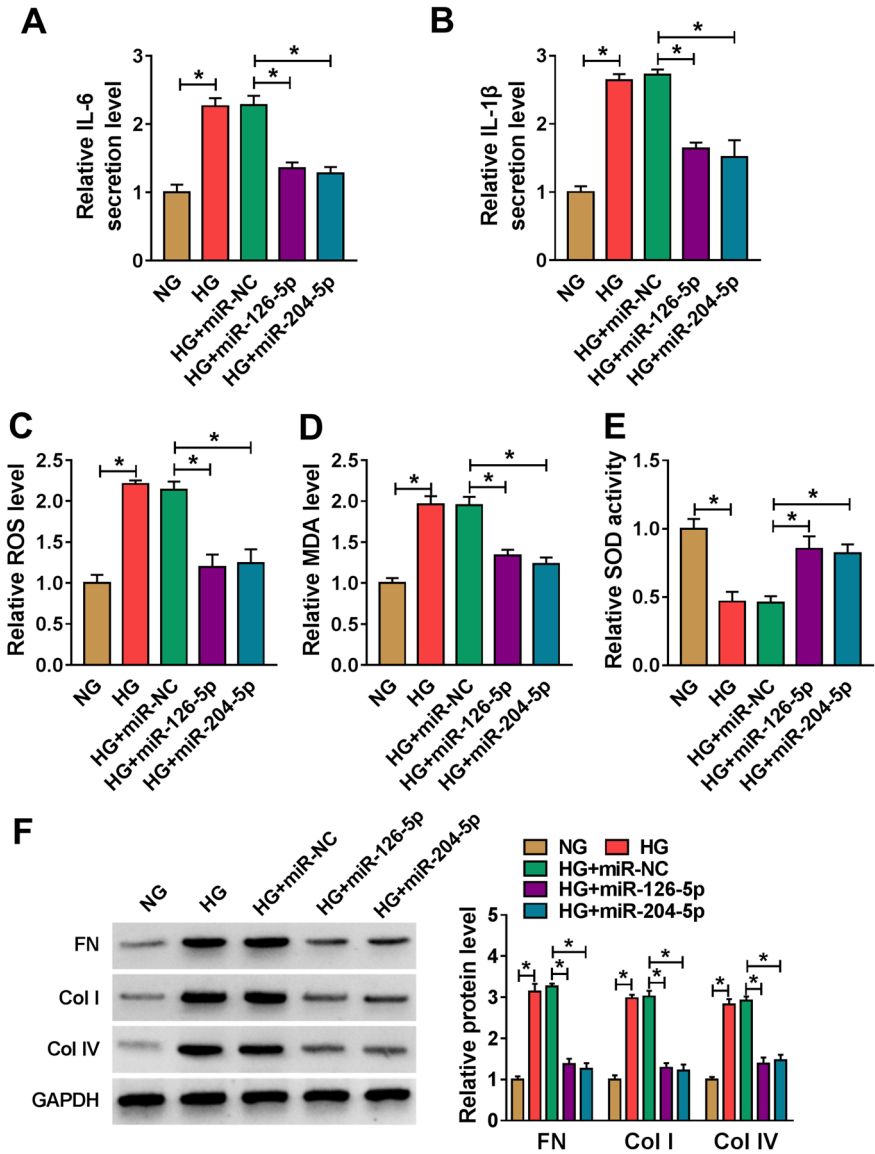 A
Relative IL-6
secretion level
3
2
1
0
*
*
*
NG
HG
HG+miR-NC
HG+miR-126-5p
HG+miR-204-5p
B
Relative IL-1β
secretion level
3
2
1
0
*
*
*
NG
HG
HG+miR-NC
HG+miR-126-5p
HG+miR-204-5p
C
Relative ROS level
2.5
2.0
1.5
1.0
0.5
0.0
*
*
*
NG
HG
HG+miR-NC
HG+miR-126-5p
HG+miR-204-5p
D
Relative MDA level
2.5
2.0
1.5
1.0
0.5
0.0
*
*
*
NG
HG
HG+miR-NC
HG+miR-126-5p
HG+miR-204-5p
E
Relative SOD activity
1.5
1.0
0.5
0.0
*
*
*
NG
HG
HG+miR-NC
HG+miR-126-5p
HG+miR-204-5p
F
NG
HG
HG+miR-NC
HG+miR-126-5p
HG+miR-204-5p
FN
Col I
Col IV
GAPDH
NG HG
HG+miR-NC
HG+miR-126-5p
HG+miR-204-5p
Relative protein level
5
4
3
2
1
0
*
*
*
*
*
*
*
*
*
FN Col I Col IV